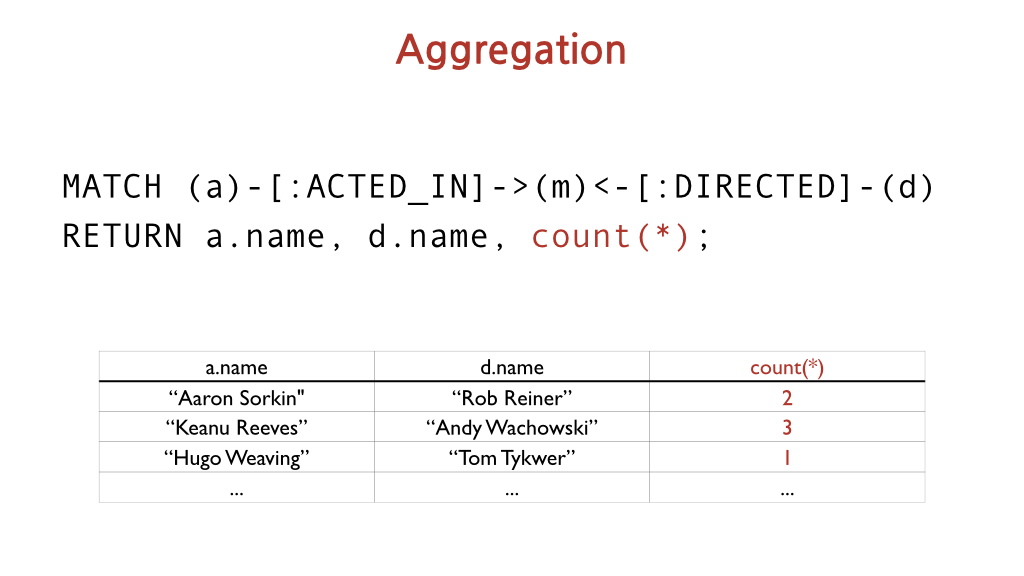 Aggregation
MATCH (a)-[:ACTED_IN]->(m)<-[:DIRECTED]-(d)
RETURN a.name, d.name, count(*);
a.name d.name count(*)
“Aaron Sorkin" “Rob Reiner” 2
“Keanu Reeves” “Andy Wachowski” 3
“Hugo Weaving” “Tom Tykwer” 1
... ... ...